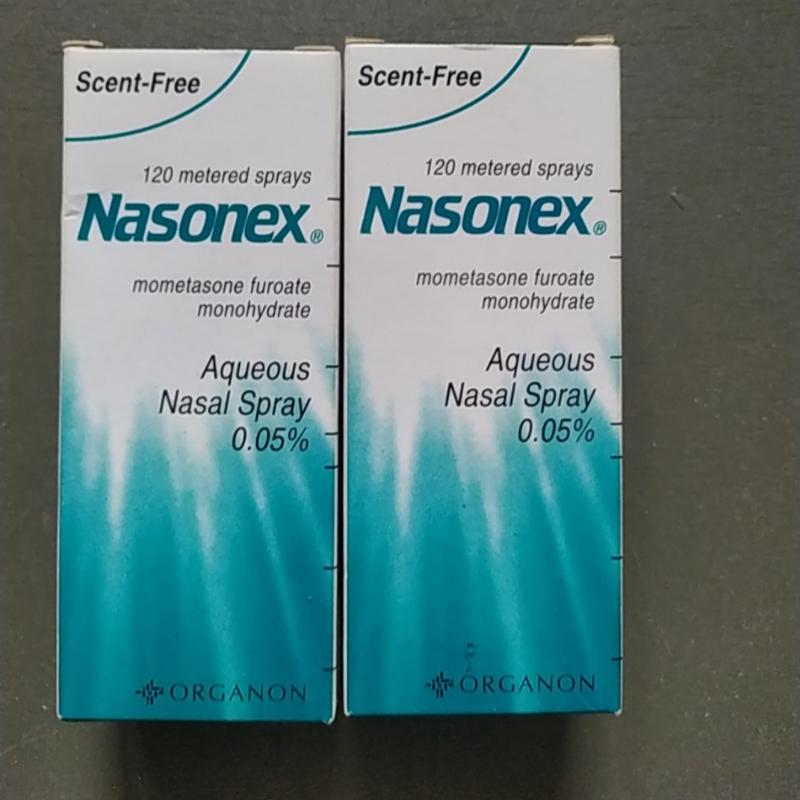 Scent-Free
120 metered sprays
Nasonex®
mometasone furoate
monohydrate
Aqueous
Nasal Spray
0.05%
ORGANON
Scent-Free
120 metered sprays
Nasonex®
mometasone furoate
monohydrate
Aqueous
Nasal Spray
0.05%
ORGANON